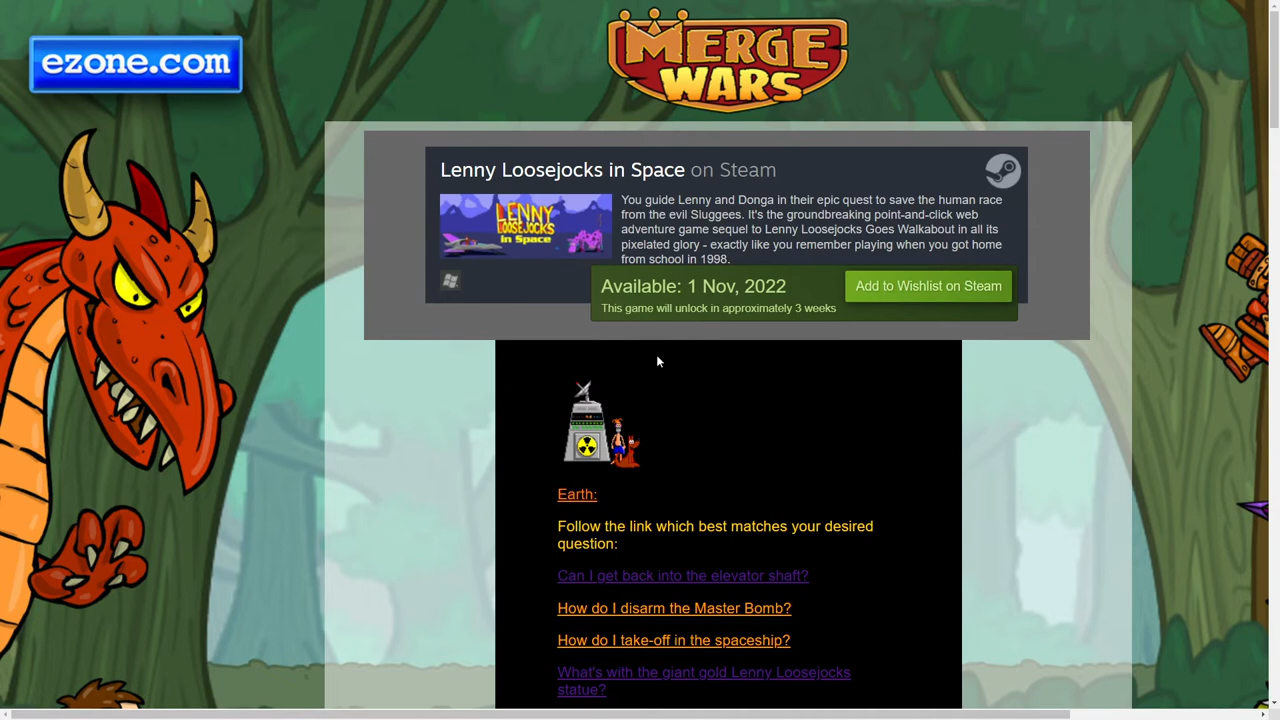 ezone.com
MERGE
WARS
Lenny Loosejocks in Space on Steam
LENNY
LOOSEJOCKS
in Space
You guide Lenny and Donga in their epic quest to save the human race
from the evil Sluggees. It's the groundbreaking point-and-click web
adventure game sequel to Lenny Loosejocks Goes Walkabout in all its
pixelated glory - exactly like you remember playing when you got home
from school in 1998.
Available: 1 Nov, 2022
Add to Wishlist on Steam
This game will unlock in approximately 3 weeks
Earth:
Follow the link which best matches your desired
question:
Can I get back into the elevator shaft?
How do I disarm the Master Bomb?
How do I take-off in the spaceship?
What's with the giant gold Lenny Loosejocks
statue?